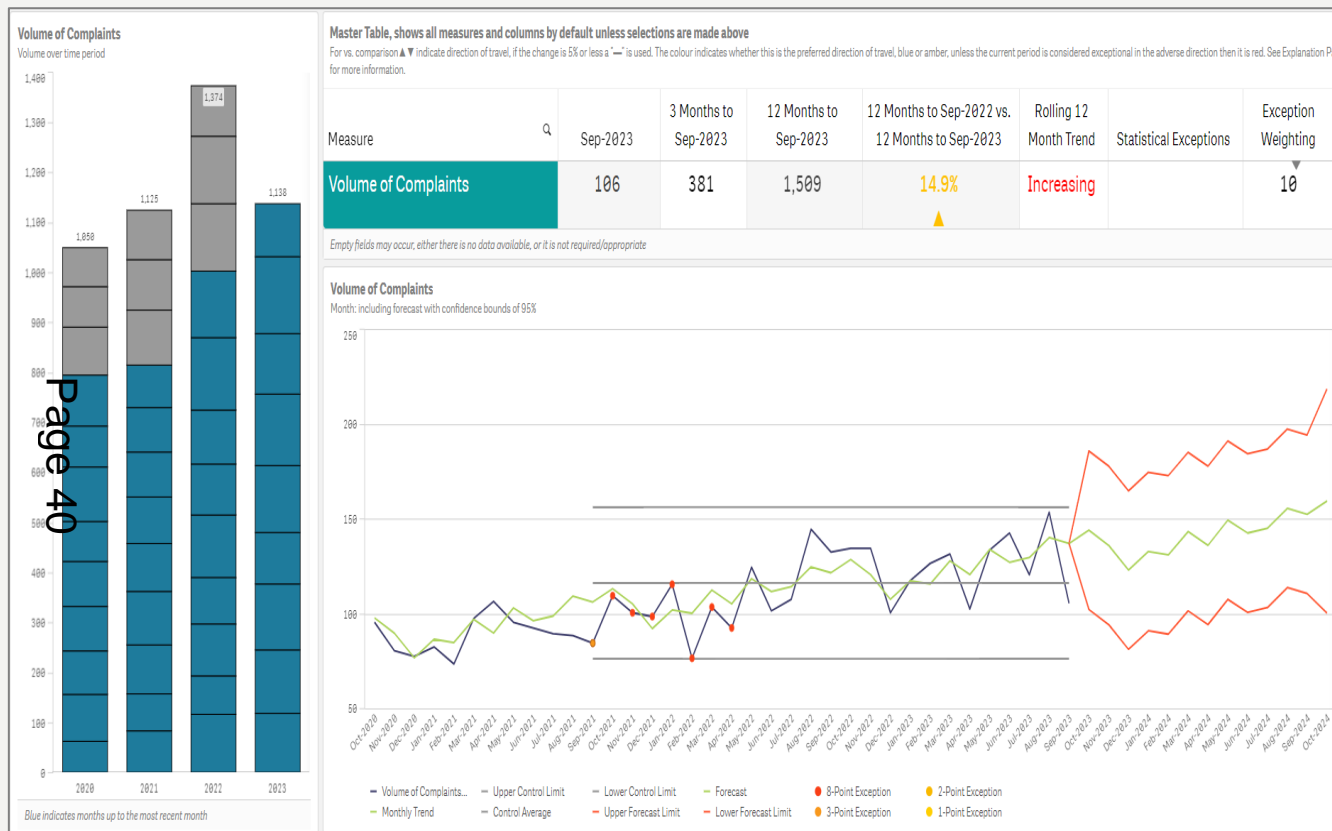 Volume of Complaints
Volume over time period
1,400
1,300
1,200
1,100
1,000
900
800
700
600
500
400
300
200
100
0
1,050
1,125
1,374
1,138
2020
2021
2022
2023
Blue indicates months up to the most recent month
Page 40
Master Table, shows all measures and columns by default unless selections are made above
For vs. comparison ▲▼ indicate direction of travel, if the change is 5% or less a "—" is used. The colour indicates whether this is the preferred direction of travel, blue or amber, unless the current period is considered exceptional in the adverse direction then it is red. See Explanation P
for more information.
Measure
Sep-2023
3 Months to
Sep-2023
12 Months to
Sep-2023
12 Months to Sep-2022 vs.
12 Months to Sep-2023
Rolling 12
Month Trend
Statistical Exceptions
Exception
Weighting
Volume of Complaints
106
381
1,509
14.9%
▲
Increasing
10
Empty fields may occur, either there is no data available, or it is not required/appropriate
Volume of Complaints
Month: including forecast with confidence bounds of 95%
250
200
150
100
50
Oct-2020
Nov-2020
Dec-2020
Jan-2021
Feb-2021
Mar-2021
Apr-2021
May-2021
Jun-2021
Jul-2021
Aug-2021
Sep-2021
Oct-2021
Nov-2021
Dec-2021
Jan-2022
Feb-2022
Mar-2022
Apr-2022
May-2022
Jun-2022
Jul-2022
Aug-2022
Sep-2022
Oct-2022
Nov-2022
Dec-2022
Jan-2023
Feb-2023
Mar-2023
Apr-2023
May-2023
Jun-2023
Jul-2023
Aug-2023
Sep-2023
Oct-2023
Nov-2023
Dec-2023
Jan-2024
Feb-2024
Mar-2024
Apr-2024
May-2024
Jun-2024
Jul-2024
Aug-2024
Sep-2024
Oct-2024
Volume of Complaints...
Upper Control Limit
Lower Control Limit
Forecast
8-Point Exception
2-Point Exception
Monthly Trend
Control Average
Upper Forecast Limit
Lower Forecast Limit
3-Point Exception
1-Point Exception